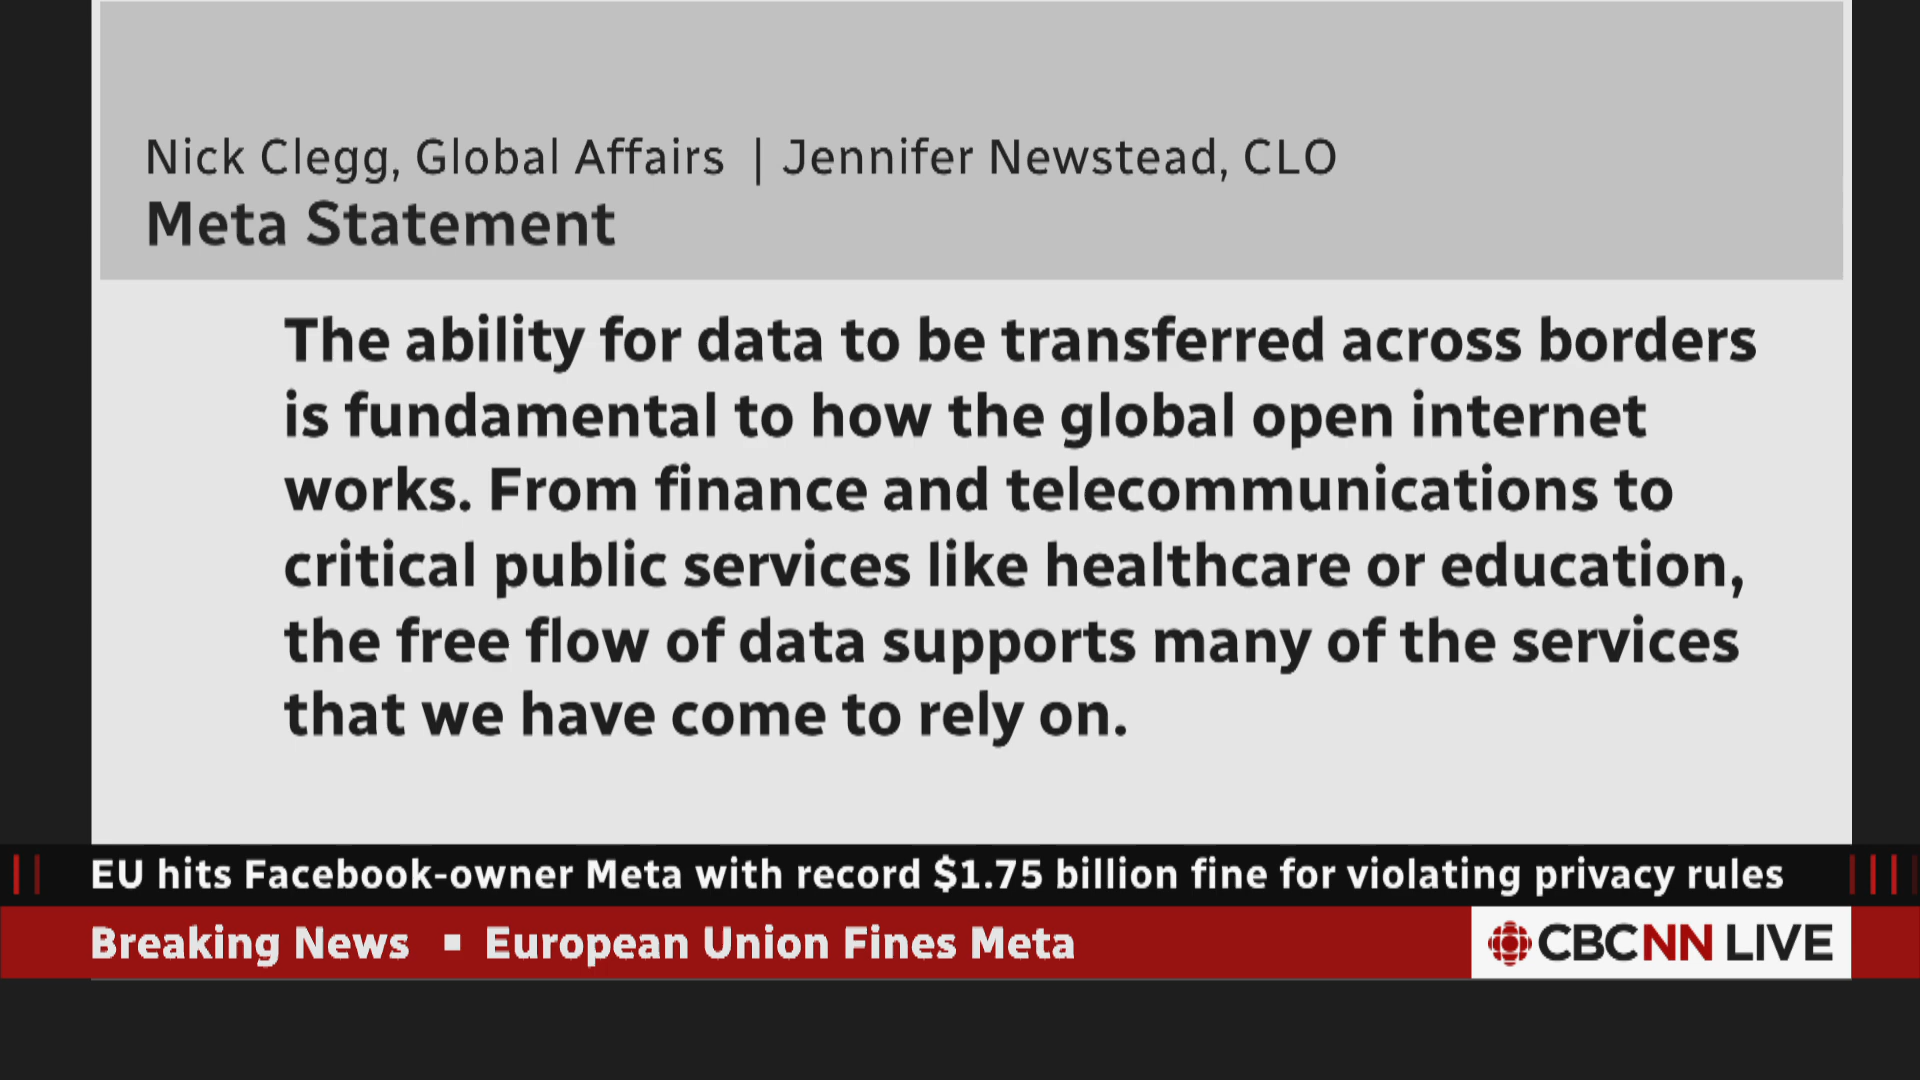 Nick Clegg, Global Affairs | Jennifer Newstead, CLO
Meta Statement
The ability for data to be transferred across borders
is fundamental to how the global open internet
works. From finance and telecommunications to
critical public services like healthcare or education,
the free flow of data supports many of the services
that we have come to rely on.
EU hits Facebook-owner Meta with record $1.75 billion fine for violating privacy rules
Breaking News ▪ European Union Fines Meta
CBCNN LIVE